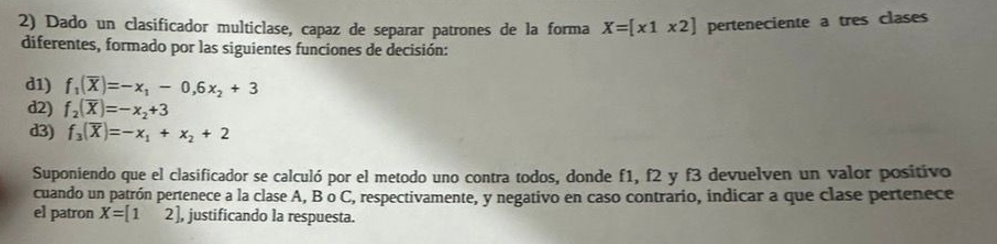 2) Dado un clasificador multiclase, capaz de separar patrones de la forma X=[x1 x2] perteneciente a tres clases
diferentes, formado por las siguientes funciones de decisión:
d1) f₁(X̅)=−x₁ − 0,6x₂ + 3
d2) f₂(X̅)=−x₂+3
d3) f₃(X̅)=−x₁ + x₂ + 2
Suponiendo que el clasificador se calculó por el metodo uno contra todos, donde f1, f2 y f3 devuelven un valor positivo
cuando un patrón pertenece a la clase A, B o C, respectivamente, y negativo en caso contrario, indicar a que clase pertenece
el patron X=[1 2], justificando la respuesta.